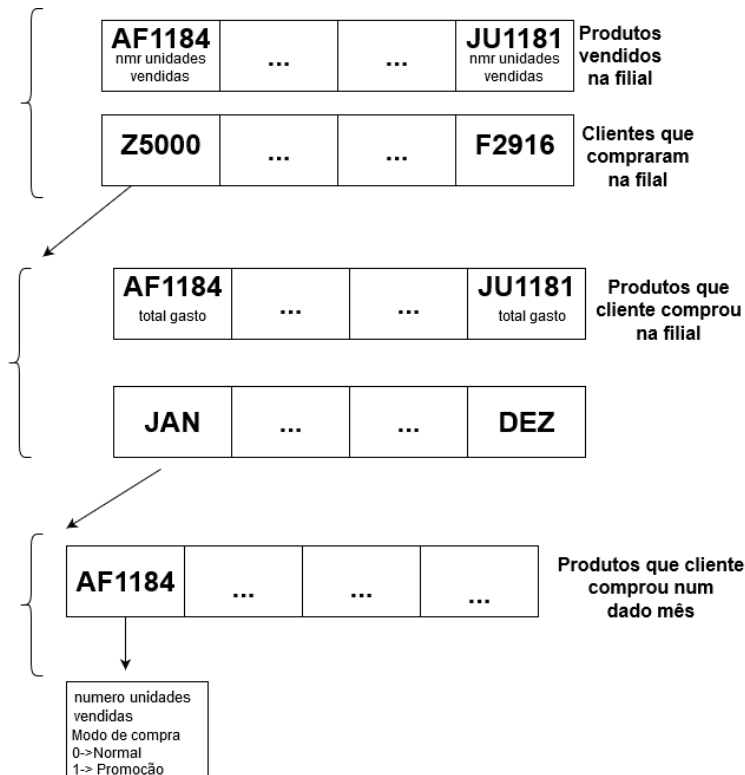 AF1184
nmr unidades
vendidas
...
...
JU1181
nmr unidades
vendidas
Produtos
vendidos
na filial
Z5000
...
...
F2916
Clientes que
compraram
na filal
AF1184
total gasto
...
...
JU1181
total gasto
Produtos que
cliente comprou
na filial
JAN
...
...
DEZ
AF1184
...
...
...
Produtos que cliente
comprou num
dado mês
numero unidades
vendidas
Modo de compra
0->Normal
1-> Promoção